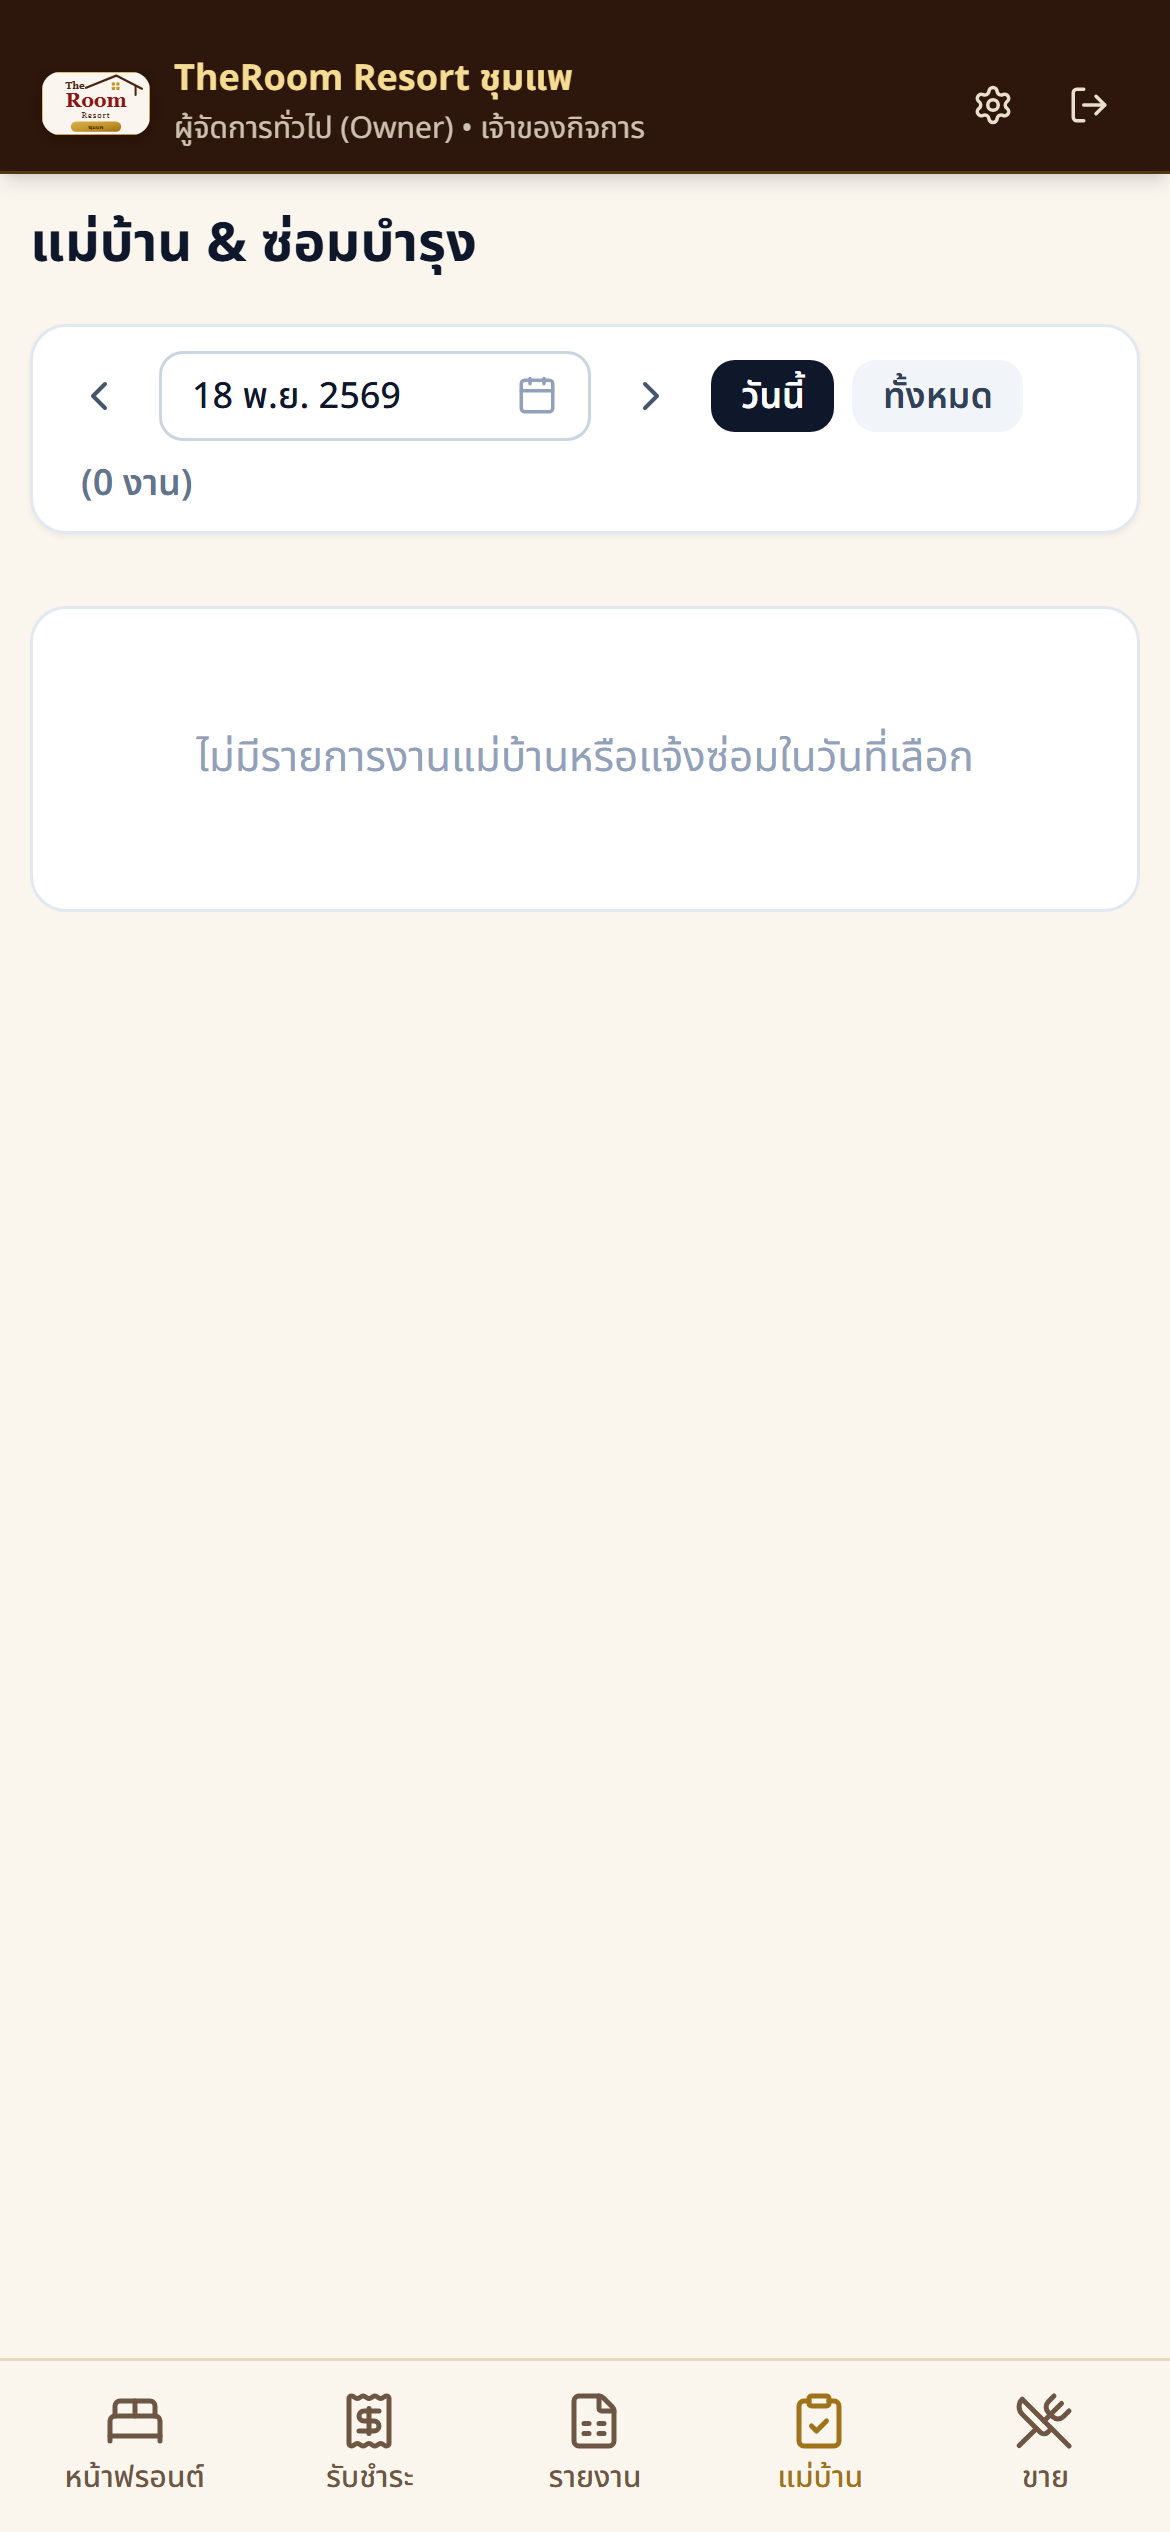 The
Room
Resort
ชุมแพ
TheRoom Resort ชุมแพ
ผู้จัดการทั่วไป (Owner) • เจ้าของกิจการ
แม่บ้าน & ซ่อมบำรุง
18 พ.ย. 2569
วันนี้
ทั้งหมด
(0 งาน)
ไม่มีรายการงานแม่บ้านหรือแจ้งซ่อมในวันที่เลือก
หน้าฟรอนต์
รับชำระ
รายงาน
แม่บ้าน
ขาย